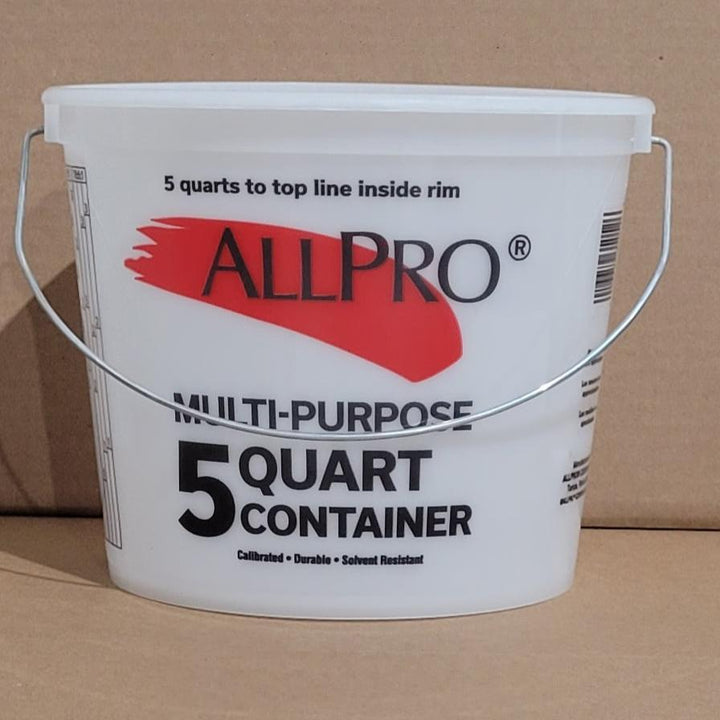 5 quarts to top line inside rim
ALLPRO®
MULTI-PURPOSE
5 QUART
CONTAINER
Calibrated • Durable • Solvent Resistant